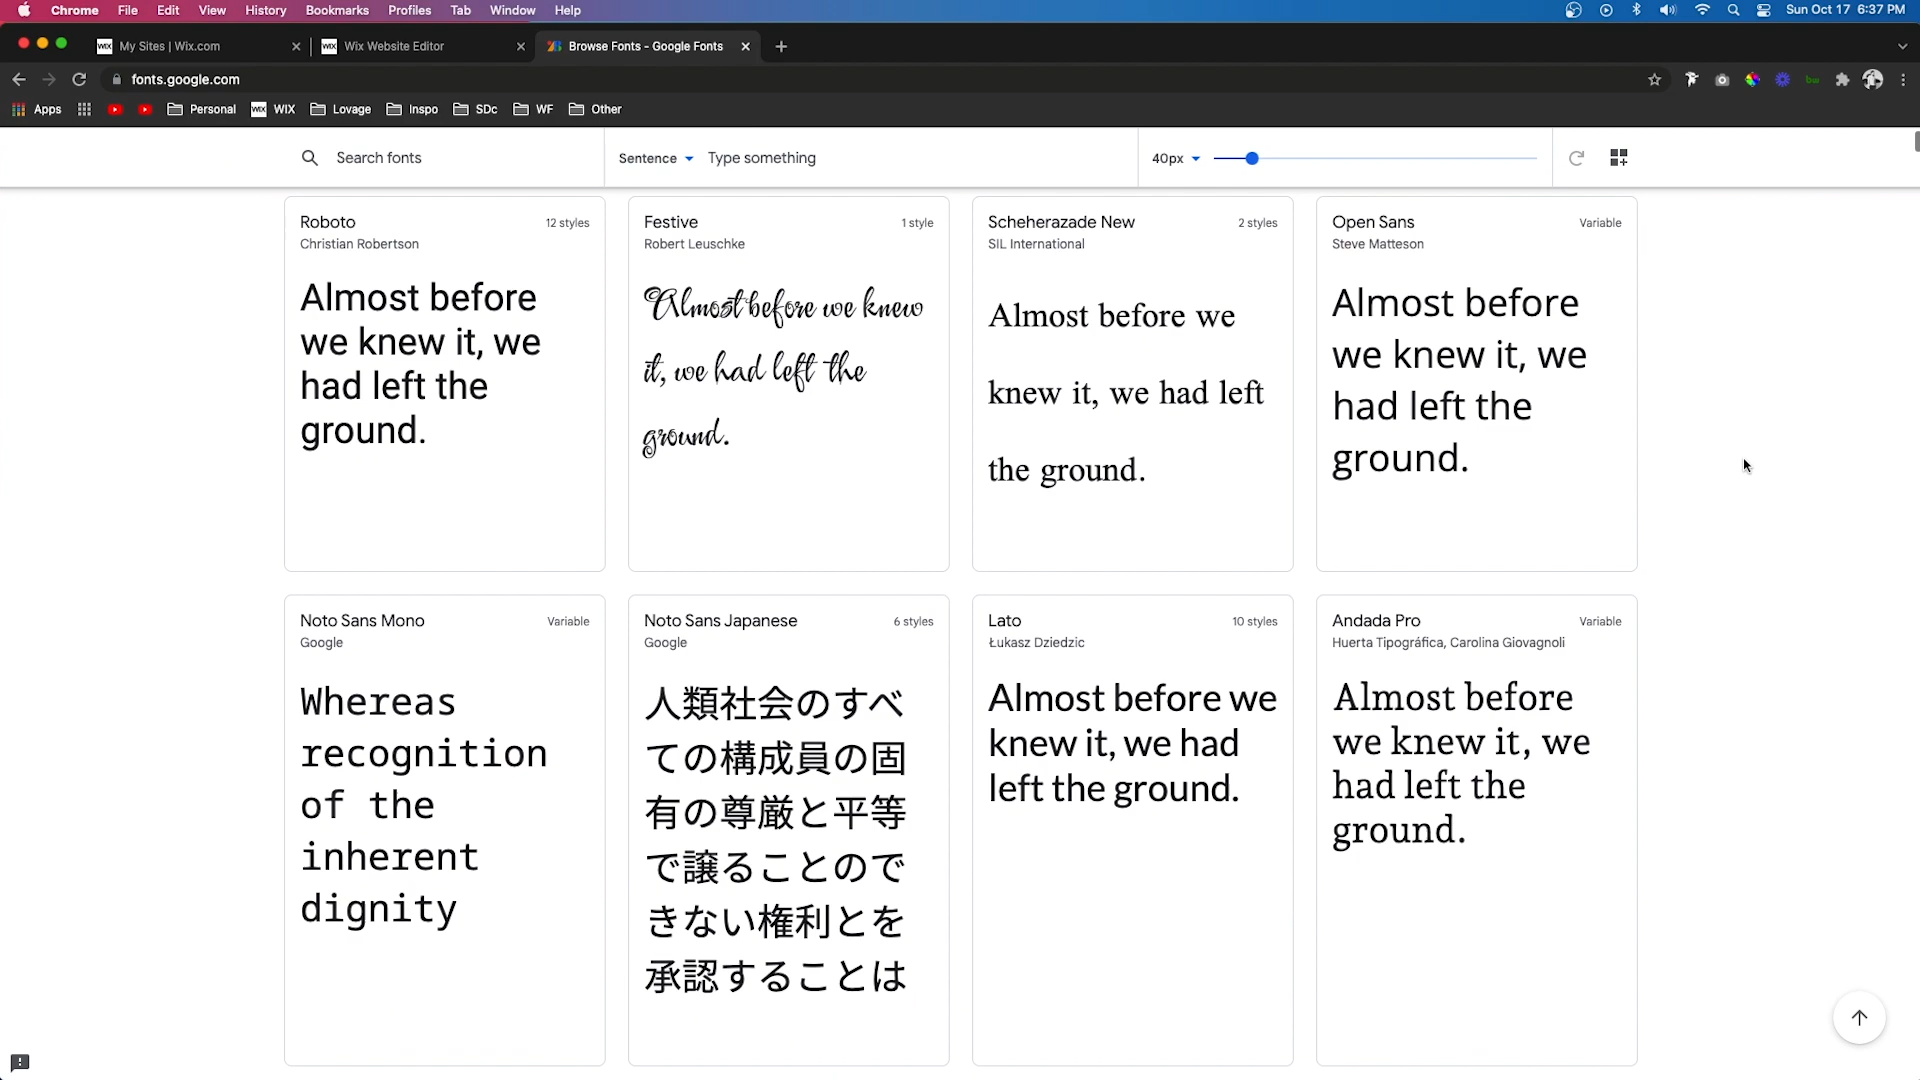 Chrome File Edit View History Bookmarks Profiles Tab Window Help Sun Oct 17 6:37 PM
WIX My Sites | Wix.com WIX Wix Website Editor Browse Fonts - Google Fonts
fonts.google.com
Apps Personal WIX WIX Lovage Inspo SDc WF Other
Search fonts Sentence Type something 40px
Roboto 12 styles
Christian Robertson
Almost before
we knew it, we
had left the
ground.
Festive 1 style
Robert Leuschke
Almost before we knew
it, we had left the
ground.
Scheherazade New 2 styles
SIL International
Almost before we
knew it, we had left
the ground.
Open Sans Variable
Steve Matteson
Almost before
we knew it, we
had left the
ground.
Noto Sans Mono Variable
Google
Whereas
recognition
of the
inherent
dignity
Noto Sans Japanese 6 styles
Google
人類社会のすべ
ての構成員の固
有の尊厳と平等
で譲ることので
きない権利とを
承認することは
Lato 10 styles
Łukasz Dziedzic
Almost before we
knew it, we had
left the ground.
Andada Pro Variable
Huerta Tipográfica, Carolina Giovagnoli
Almost before
we knew it, we
had left the
ground.